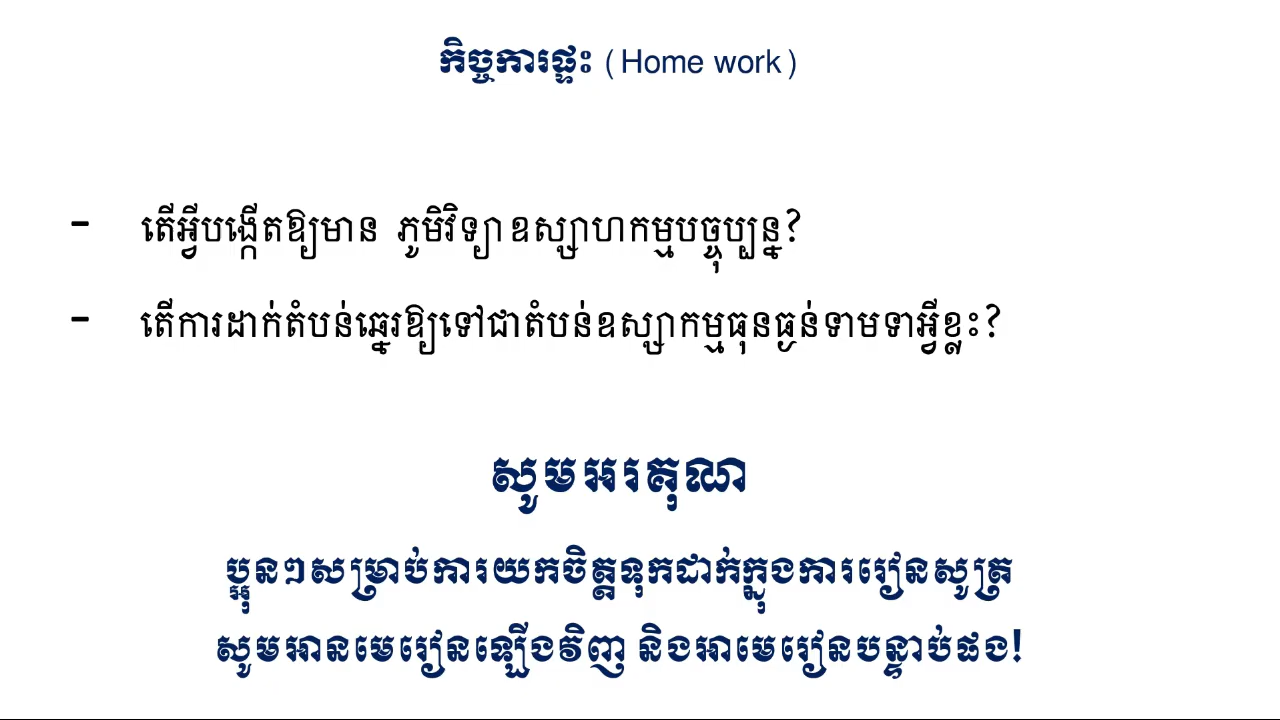 កិច្ចការផ្ទះ (Home work)
- តើអ្វីបង្កើតឱ្យមាន ភូមិវិទ្យាឧស្សាហកម្មបច្ចុប្បន្ន?
- តើការដាក់តំបន់ឆ្នេរឱ្យទៅជាតំបន់ឧស្សាកម្មធុនធ្ងន់ទាមទាអ្វីខ្លះ?
សូមអរគុណ
ប្អូនៗសម្រាប់ការយកចិត្តទុកដាក់ក្នុងការរៀនសូត្រ
សូមអានមេរៀនឡើងវិញ និងអាមេរៀនបន្ទាប់ផង!